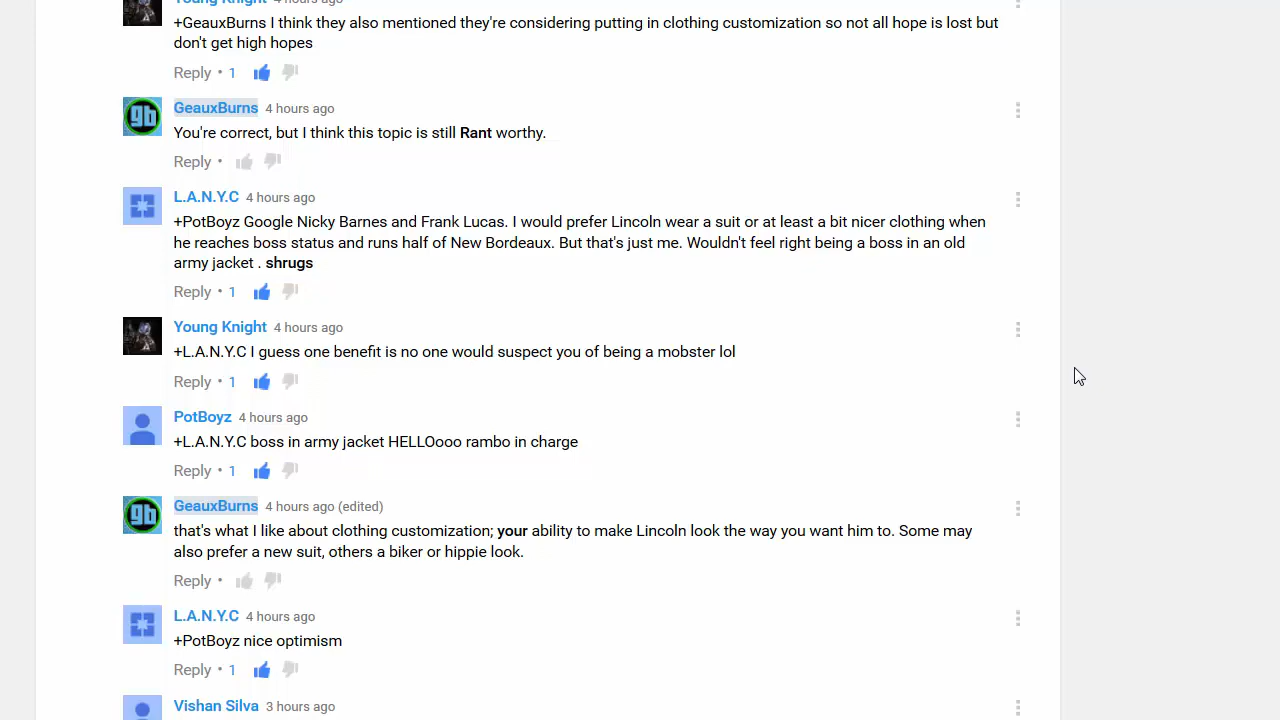 Young Knight 4 hours ago
+GeauxBurns I think they also mentioned they're considering putting in clothing customization so not all hope is lost but
don't get high hopes
Reply • 1
gb
GeauxBurns 4 hours ago
You're correct, but I think this topic is still Rant worthy.
Reply •
L.A.N.Y.C 4 hours ago
+PotBoyz Google Nicky Barnes and Frank Lucas. I would prefer Lincoln wear a suit or at least a bit nicer clothing when
he reaches boss status and runs half of New Bordeaux. But that's just me. Wouldn't feel right being a boss in an old
army jacket . shrugs
Reply • 1
Young Knight 4 hours ago
+L.A.N.Y.C I guess one benefit is no one would suspect you of being a mobster lol
Reply • 1
PotBoyz 4 hours ago
+L.A.N.Y.C boss in army jacket HELLOooo rambo in charge
Reply • 1
gb
GeauxBurns 4 hours ago (edited)
that's what I like about clothing customization; your ability to make Lincoln look the way you want him to. Some may
also prefer a new suit, others a biker or hippie look.
Reply •
L.A.N.Y.C 4 hours ago
+PotBoyz nice optimism
Reply • 1
Vishan Silva 3 hours ago